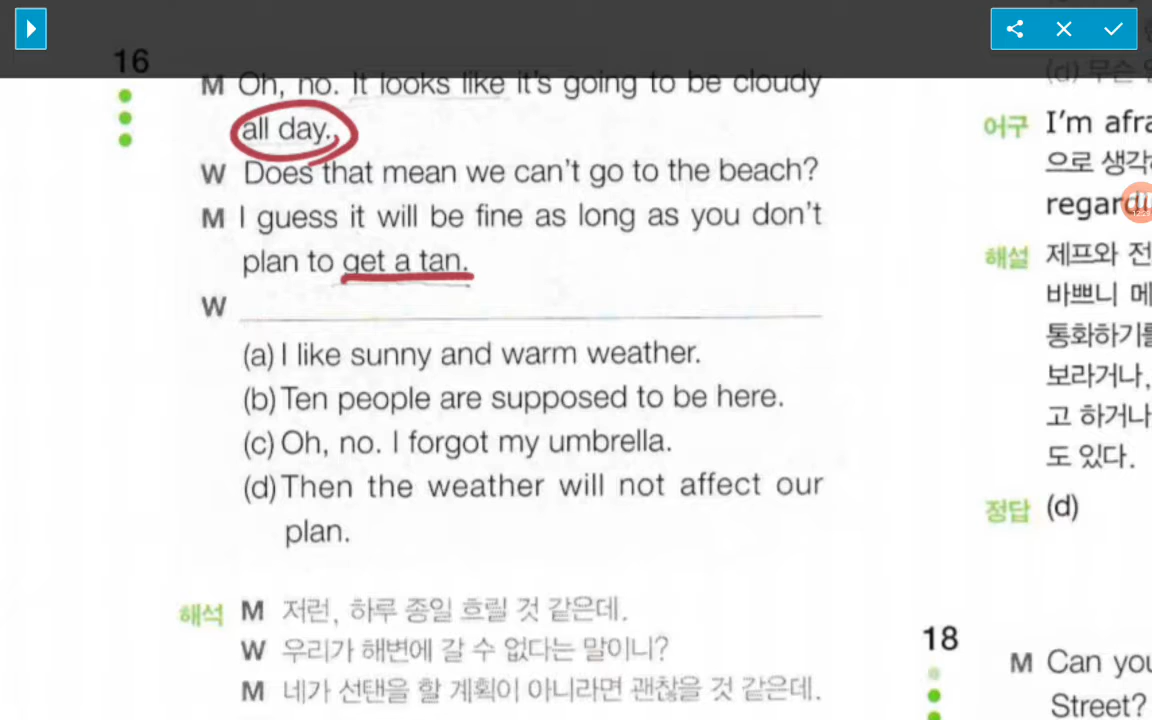 16
M Oh, no. It looks like it's going to be cloudy
all day.
W Does that mean we can't go to the beach?
M I guess it will be fine as long as you don't
plan to get a tan.
W
(a) I like sunny and warm weather.
(b) Ten people are supposed to be here.
(c) Oh, no. I forgot my umbrella.
(d) Then the weather will not affect our
plan.
해석 M 저런, 하루 종일 흐릴 것 같은데.
W 우리가 해변에 갈 수 없다는 말이니?
M 네가 선탠을 할 계획이 아니라면 괜찮을 것 같은데.
(d) 무슨
어구 I'm afra
으로 생각
regard
해설 제프와 전
바쁘니 메
통화하기를
보라거나,
고 하거나
도 있다.
정답 (d)
18
M Can you
Street?